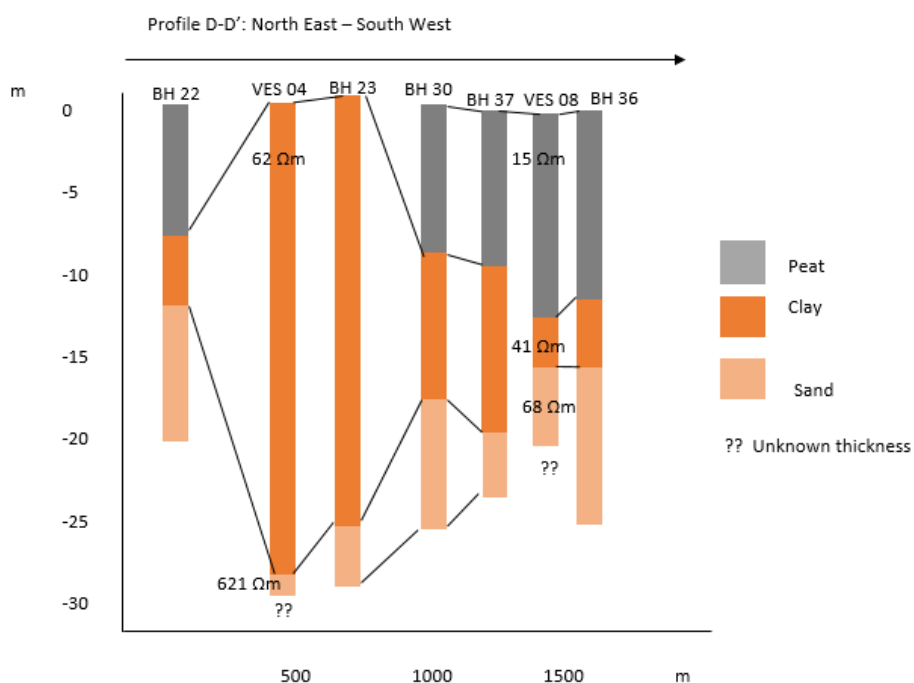 Profile D-D’: North East – South West
m
BH 22
VES 04
BH 23
BH 30
BH 37
VES 08
BH 36
0
-5
-10
-15
-20
-25
-30
62 Ωm
15 Ωm
41 Ωm
68 Ωm
621 Ωm
??
??
Peat
Clay
Sand
?? Unknown thickness
500
1000
1500
m